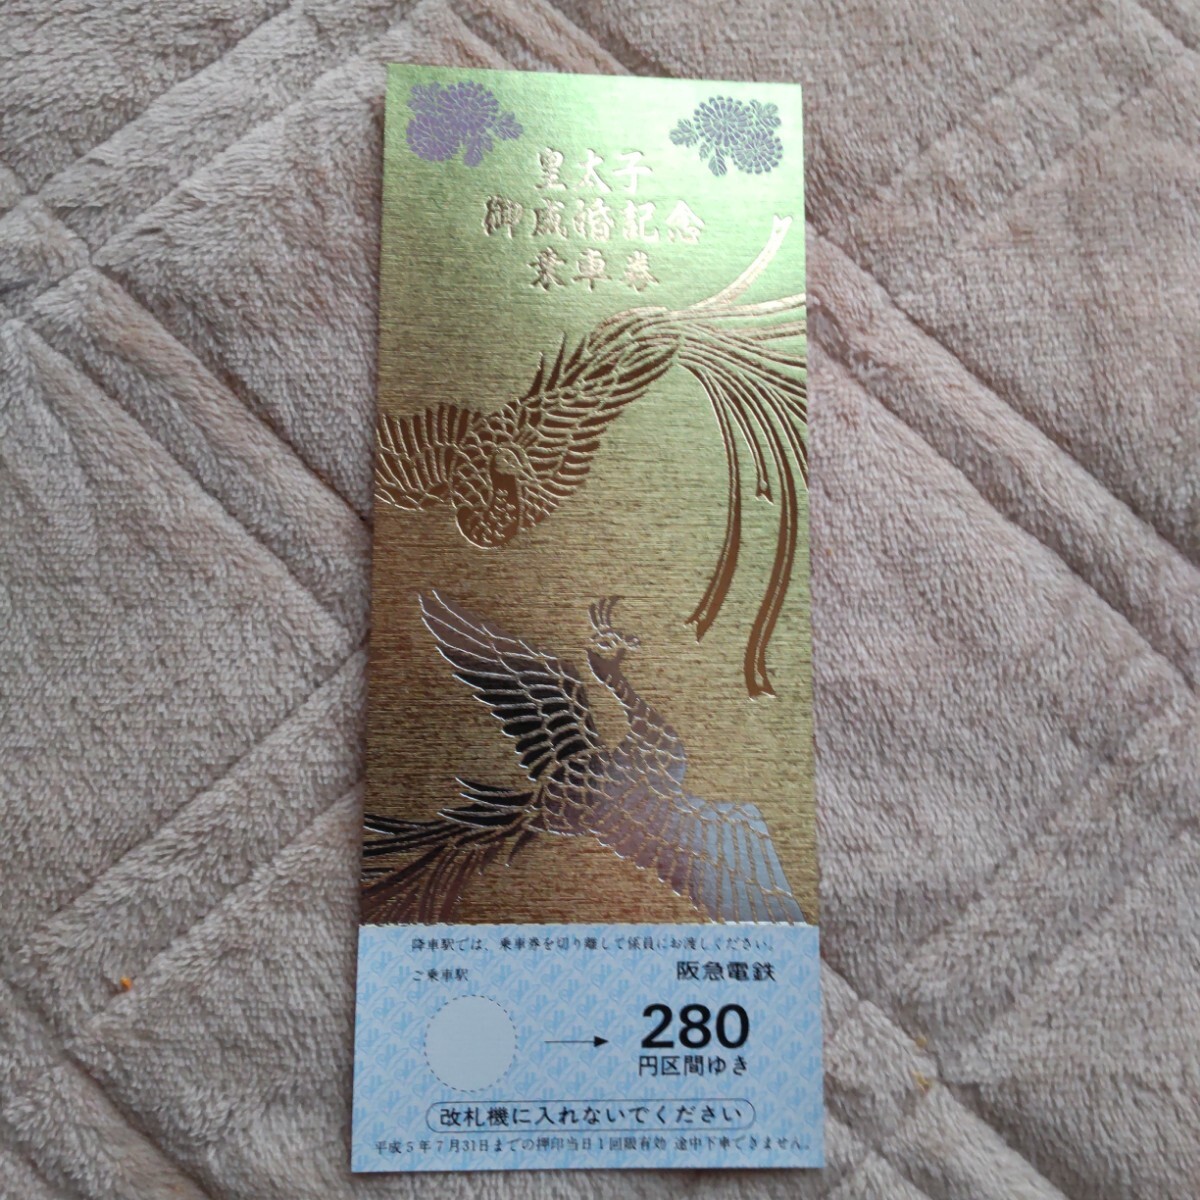 皇太子
御成婚記念
乗車券
降車駅では、乗車券を切り離して係員にお渡しください。
ご乗車駅
阪急電鉄
280
円区間ゆき
改札機に入れないでください
平成5年7月31日までの押印当日1回限有効 途中下車できません。